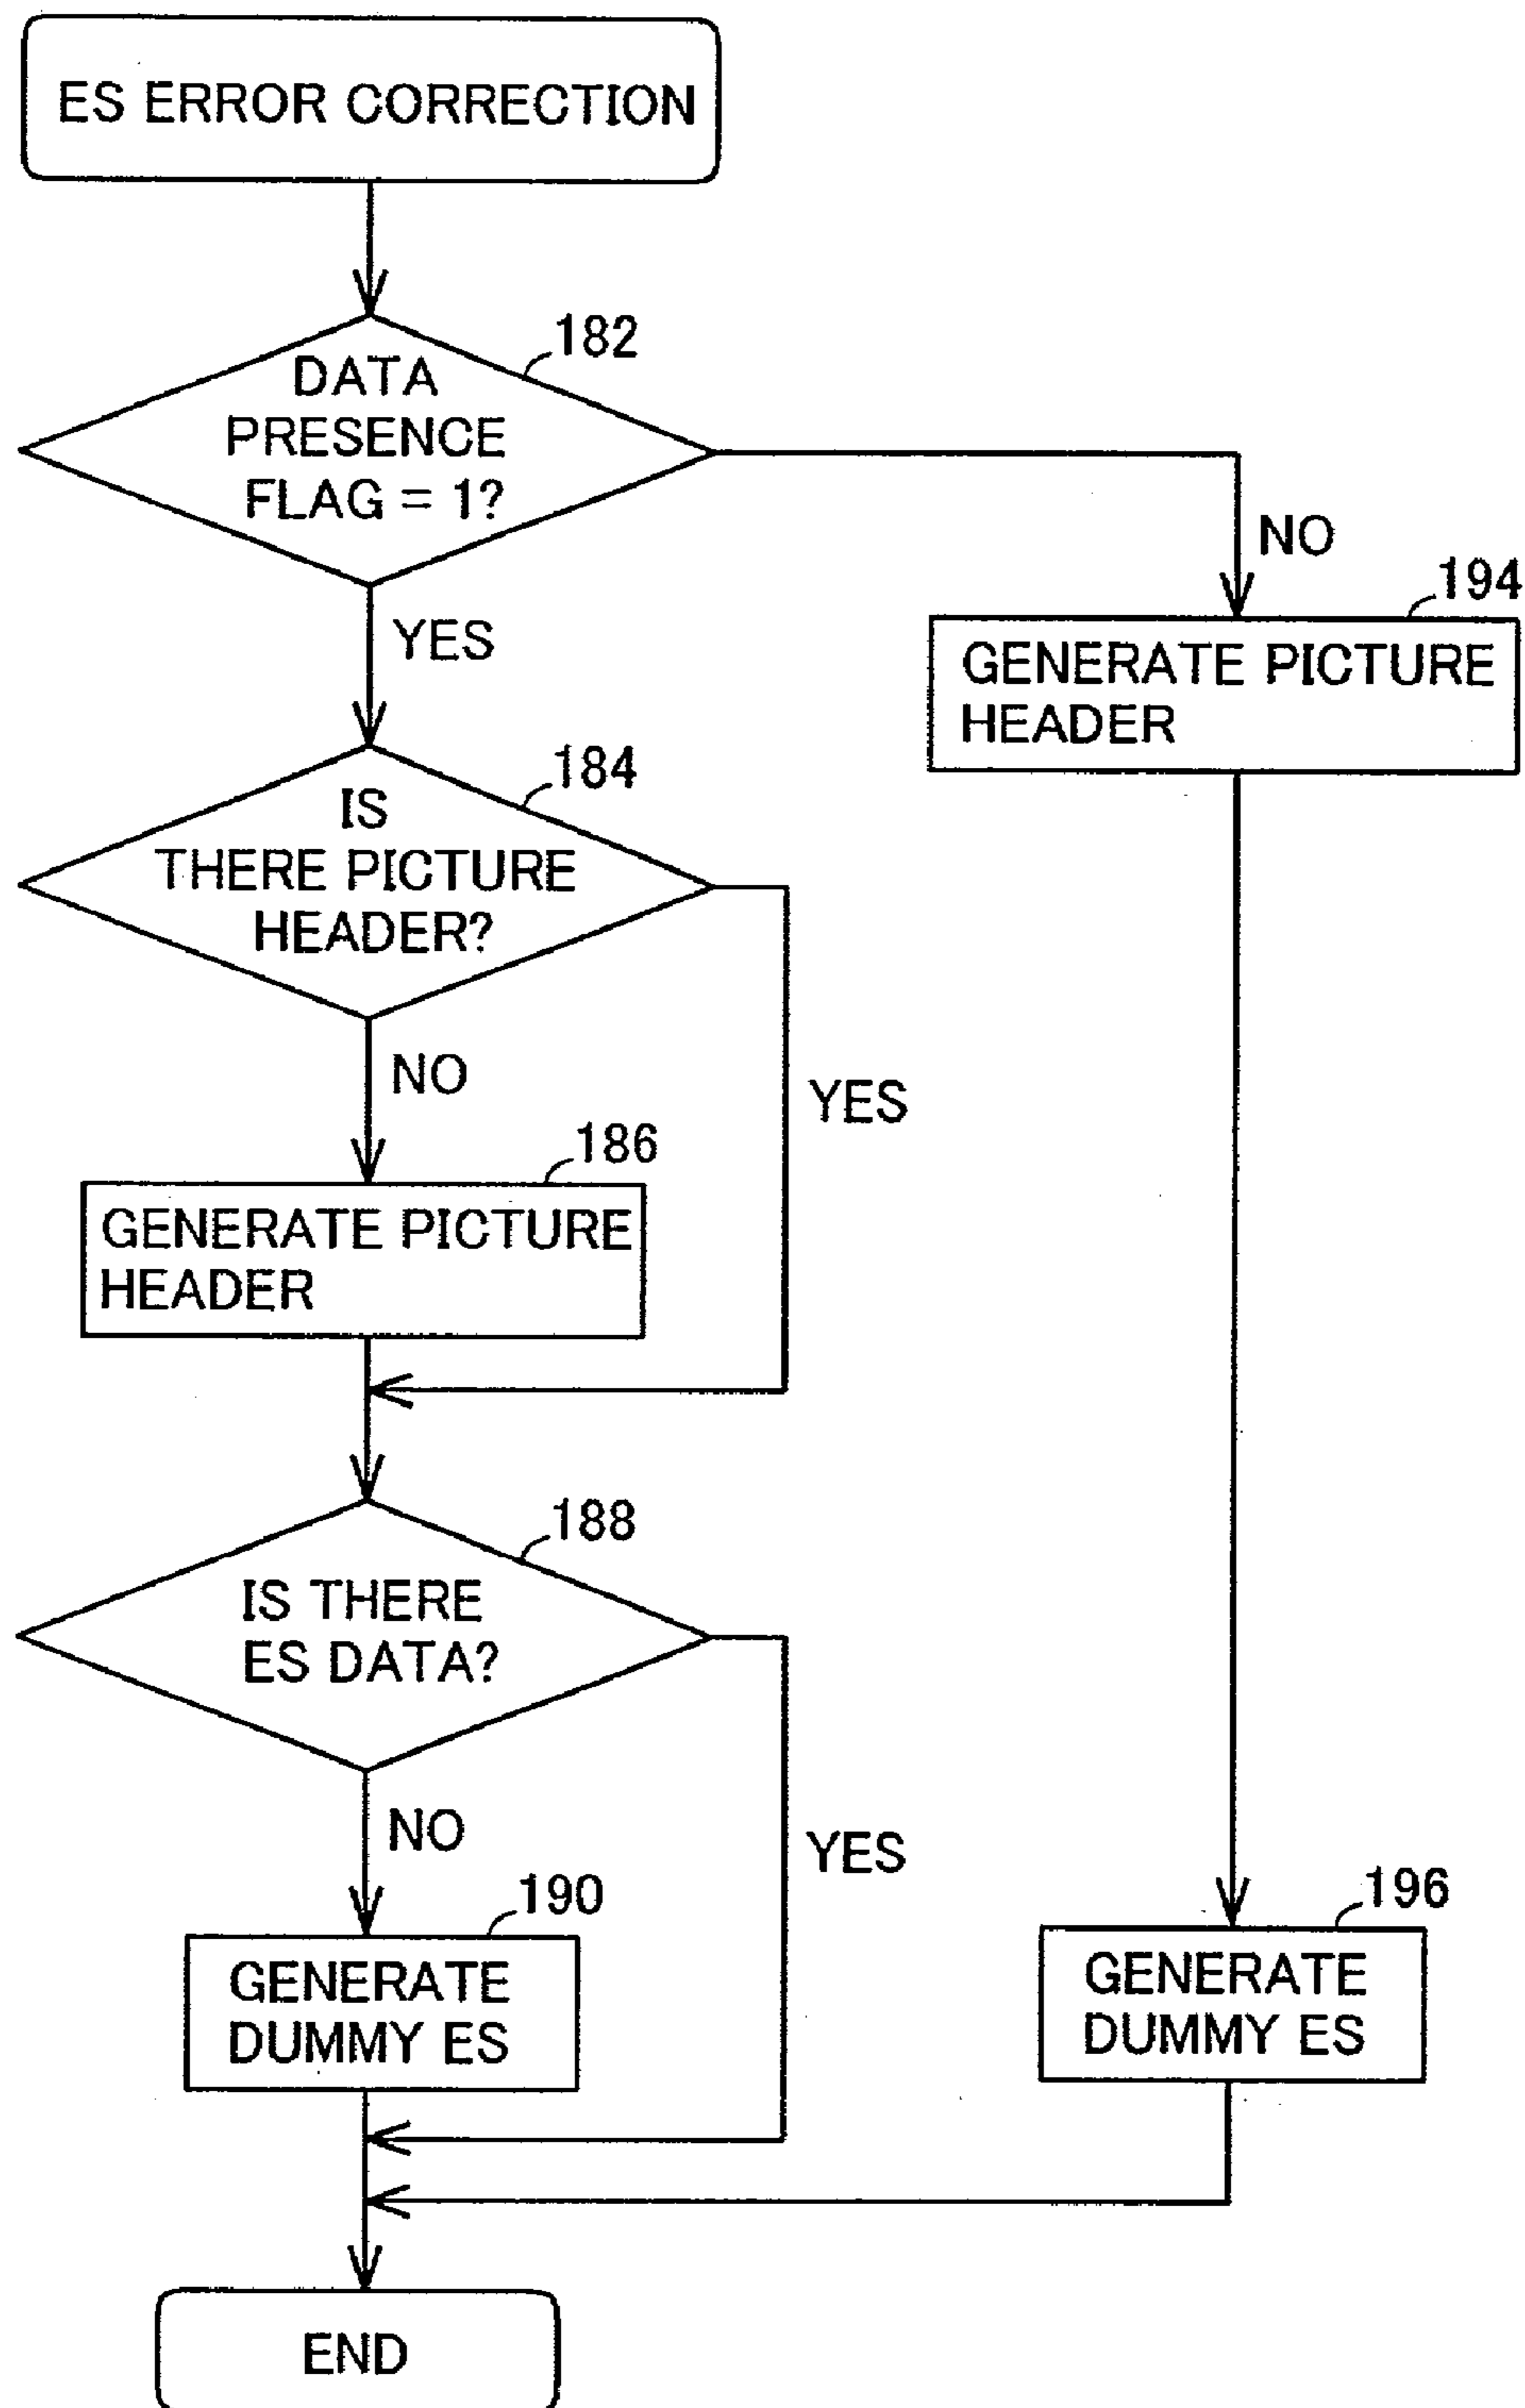 ES ERROR CORRECTION
182
DATA
PRESENCE
FLAG = 1?
NO
194
YES
GENERATE PICTURE
HEADER
184
IS
THERE PICTURE
HEADER?
NO
YES
186
GENERATE PICTURE
HEADER
188
IS THERE
ES DATA?
NO
YES
190
196
GENERATE
DUMMY ES
GENERATE
DUMMY ES
END